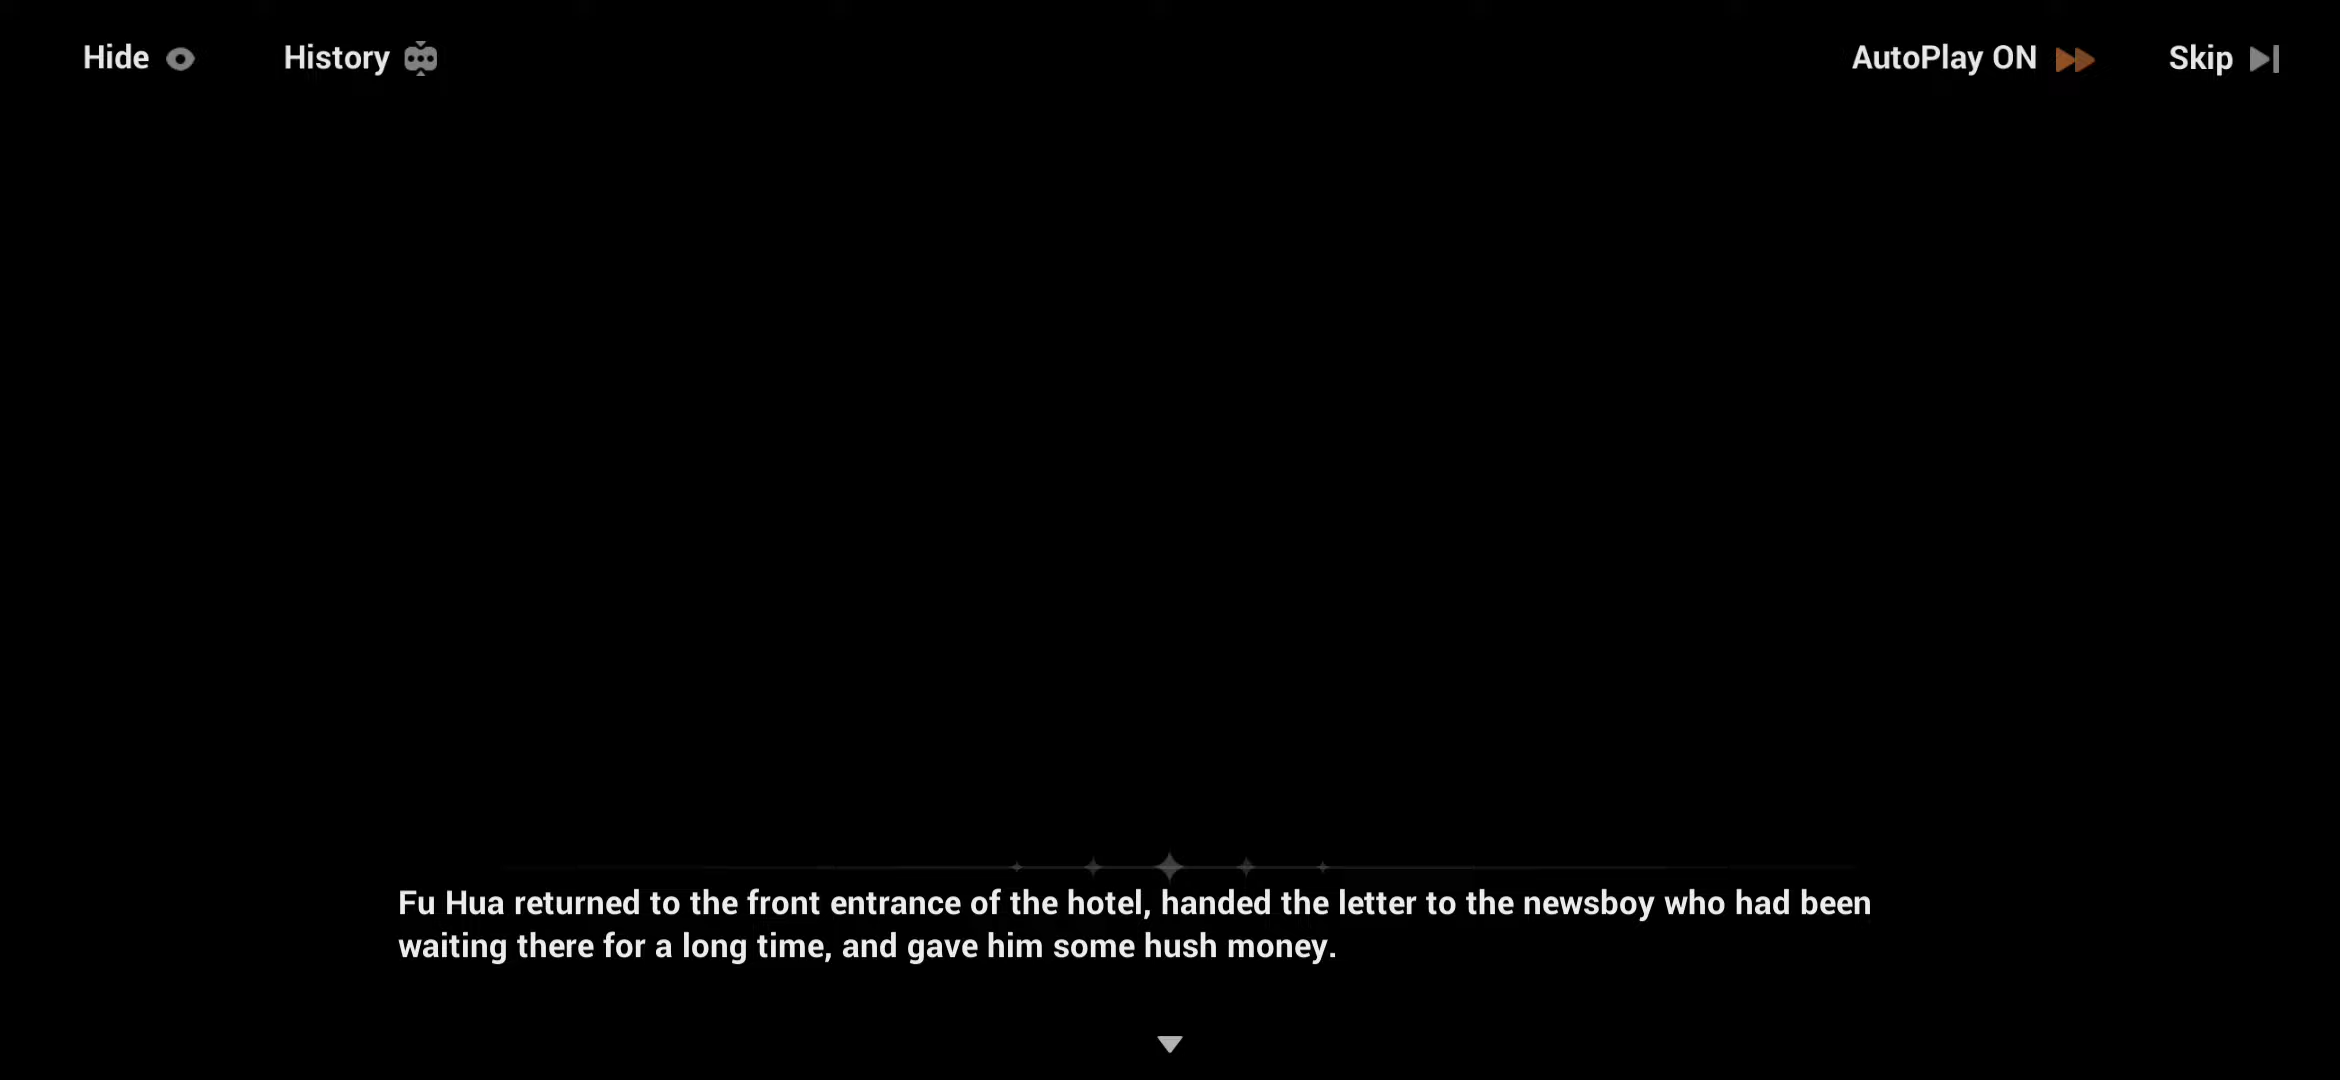 Hide
History
AutoPlay ON
Skip
Fu Hua returned to the front entrance of the hotel, handed the letter to the newsboy who had been
waiting there for a long time, and gave him some hush money.